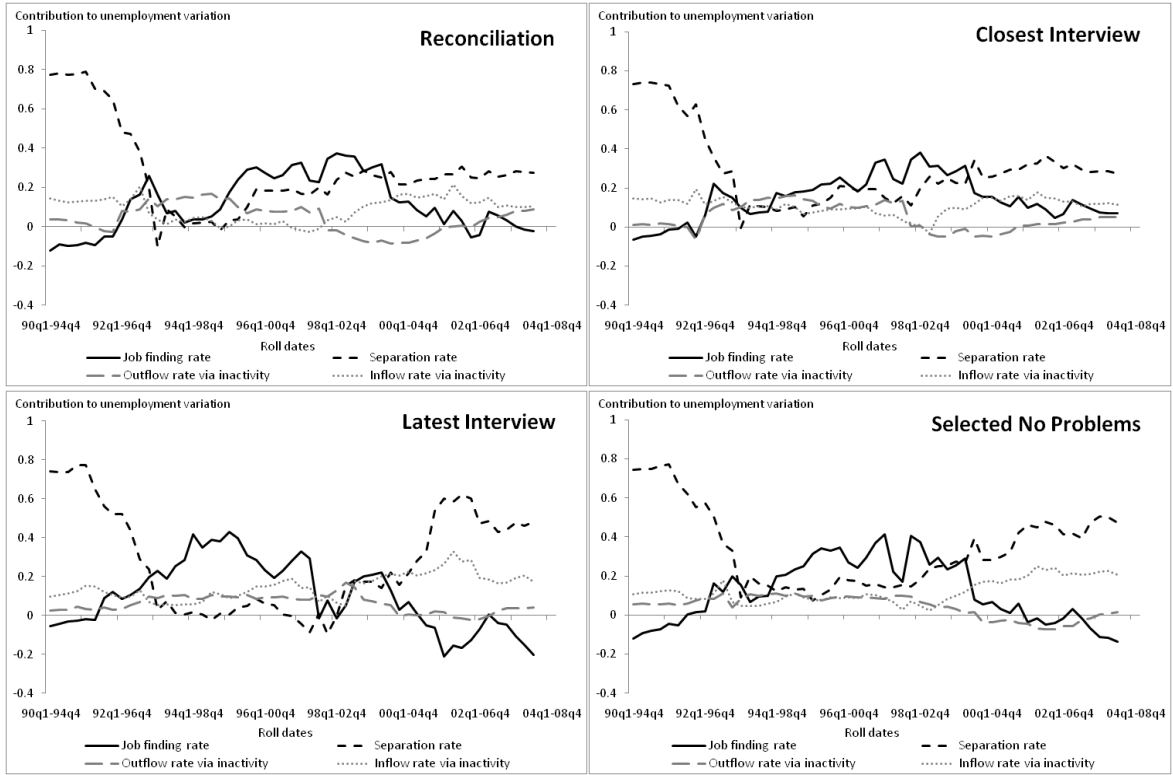 Contribution to unemployment variation
Reconciliation
1
0.8
0.6
0.4
0.2
0
-0.2
-0.4
90q1-94q4 92q1-96q4 94q1-98q4 96q1-00q4 98q1-02q4 00q1-04q4 02q1-06q4 04q1-08q4
Roll dates
Job finding rate Separation rate
Outflow rate via inactivity Inflow rate via inactivity
Contribution to unemployment variation
Closest Interview
1
0.8
0.6
0.4
0.2
0
-0.2
-0.4
90q1-94q4 92q1-96q4 94q1-98q4 96q1-00q4 98q1-02q4 00q1-04q4 02q1-06q4 04q1-08q4
Roll dates
Job finding rate Separation rate
Outflow rate via inactivity Inflow rate via inactivity
Contribution to unemployment variation
Latest Interview
1
0.8
0.6
0.4
0.2
0
-0.2
-0.4
90q1-94q4 92q1-96q4 94q1-98q4 96q1-00q4 98q1-02q4 00q1-04q4 02q1-06q4 04q1-08q4
Roll dates
Job finding rate Separation rate
Outflow rate via inactivity Inflow rate via inactivity
Contribution to unemployment variation
Selected No Problems
1
0.8
0.6
0.4
0.2
0
-0.2
-0.4
90q1-94q4 92q1-96q4 94q1-98q4 96q1-00q4 98q1-02q4 00q1-04q4 02q1-06q4 04q1-08q4
Roll dates
Job finding rate Separation rate
Outflow rate via inactivity Inflow rate via inactivity